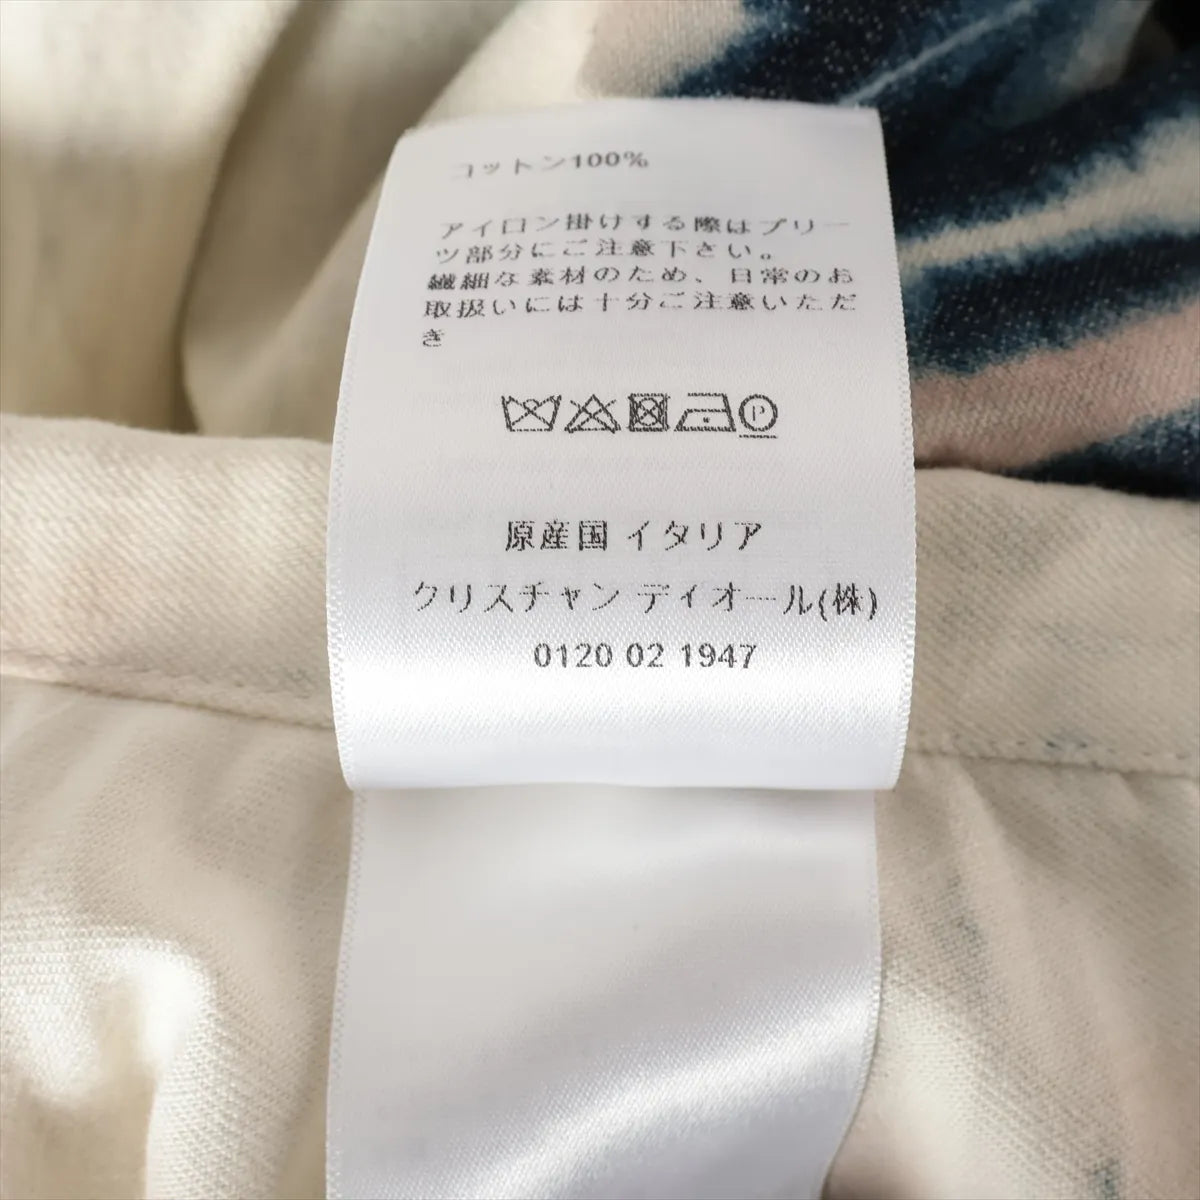 コットン100%
アイロン掛けする際はプリー
ツ部分にご注意下さい。
繊細な素材のため、日常のお
取扱いには十分ご注意いただ
き
P
原産国 イタリア
クリスチャン ディオール(株)
0120 02 1947